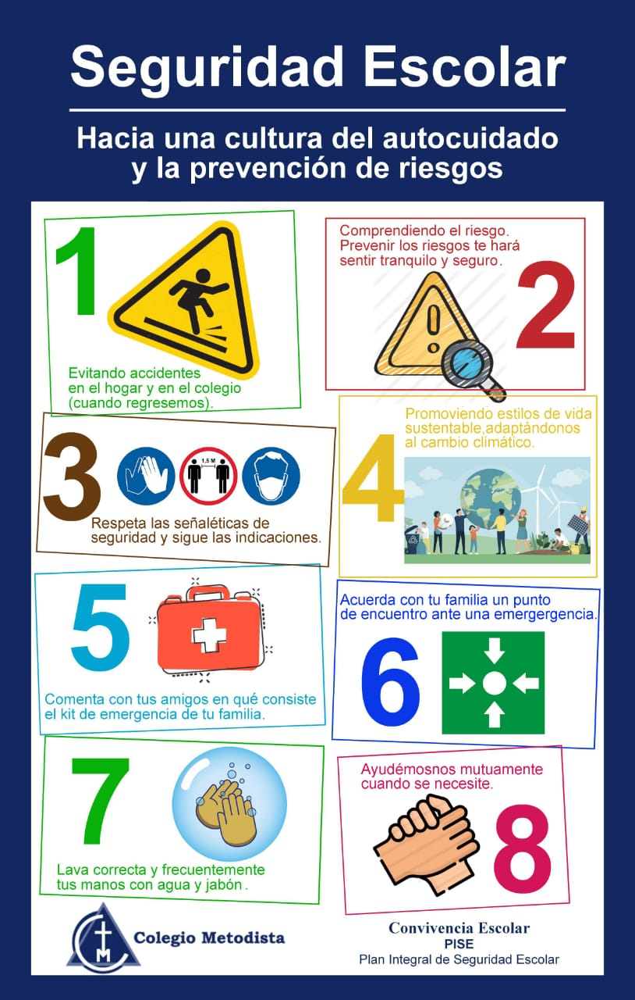 Seguridad Escolar
Hacia una cultura del autocuidado
y la prevención de riesgos
1
Evitando accidentes
en el hogar y en el colegio
(cuando regresemos).
Comprendiendo el riesgo.
Prevenir los riesgos te hará
sentir tranquilo y seguro.
2
3
1,5 M
Respeta las señaléticas de
seguridad y sigue las indicaciones.
Promoviendo estilos de vida
sustentable,adaptándonos
al cambio climático.
4
5
Comenta con tus amigos en qué consiste
el kit de emergencia de tu familia.
Acuerda con tu familia un punto
de encuentro ante una emergergencia.
6
7
Lava correcta y frecuentemente
tus manos con agua y jabón.
Ayudémosnos mutuamente
cuando se necesite.
8
CM
Colegio Metodista
Convivencia Escolar
PISE
Plan Integral de Seguridad Escolar